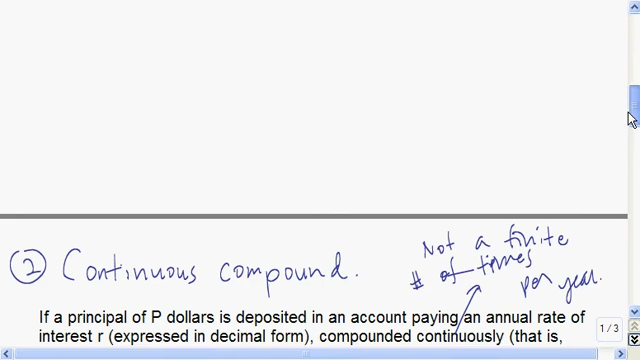 Not a finite
# of times
per year.
② Continuous compound.
If a principal of P dollars is deposited in an account paying an annual rate of
interest r (expressed in decimal form), compounded continuously (that is,
1 / 3